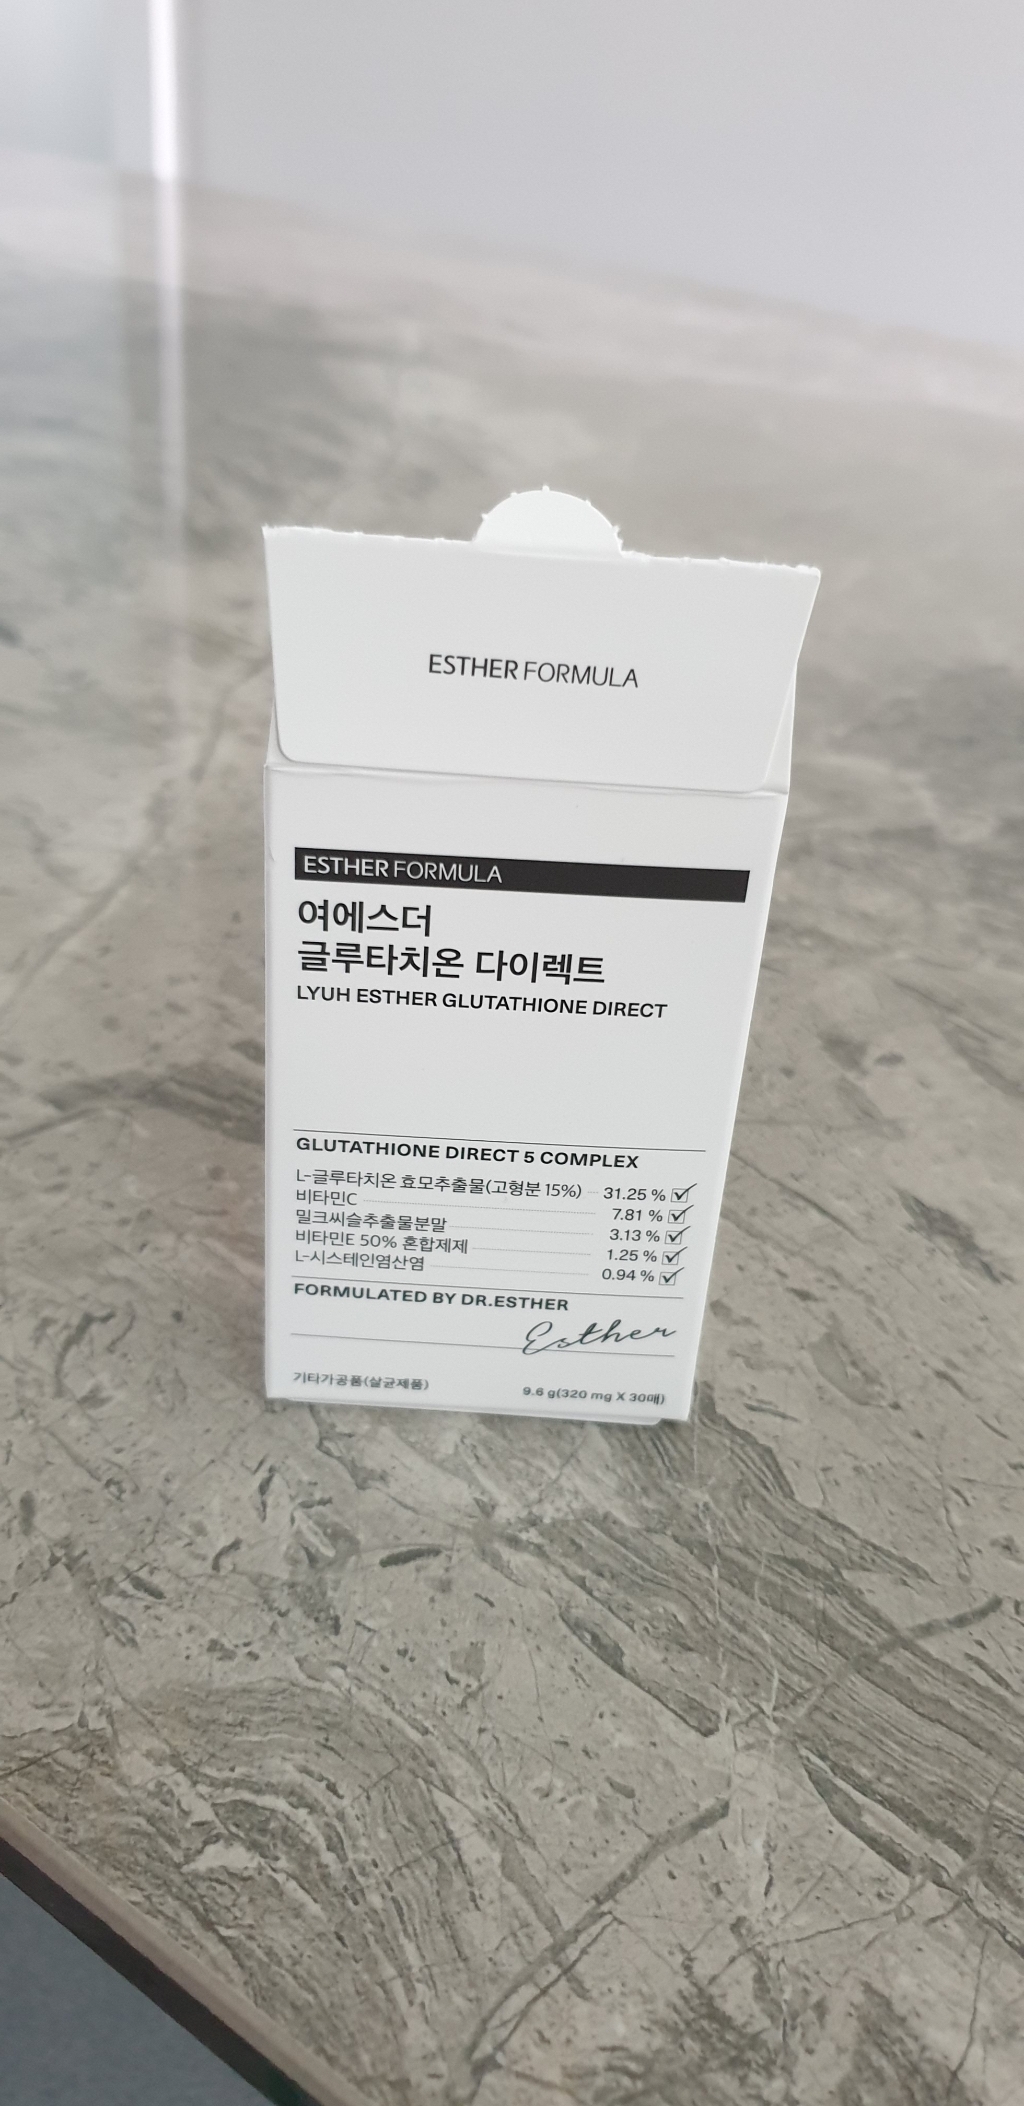 ESTHER FORMULA
ESTHER FORMULA
여에스더
글루타치온 다이렉트
LYUH ESTHER GLUTATHIONE DIRECT
GLUTATHIONE DIRECT 5 COMPLEX
L-글루타치온 효모추출물(고형분 15%) 31.25 %
비타민C 7.81 %
밀크씨슬추출물분말 3.13 %
비타민E 50% 혼합제제 1.25 %
L-시스테인염산염 0.94 %
FORMULATED BY DR.ESTHER
Esther
기타가공품(살균제품) 9.6 g(320 mg X 30매)